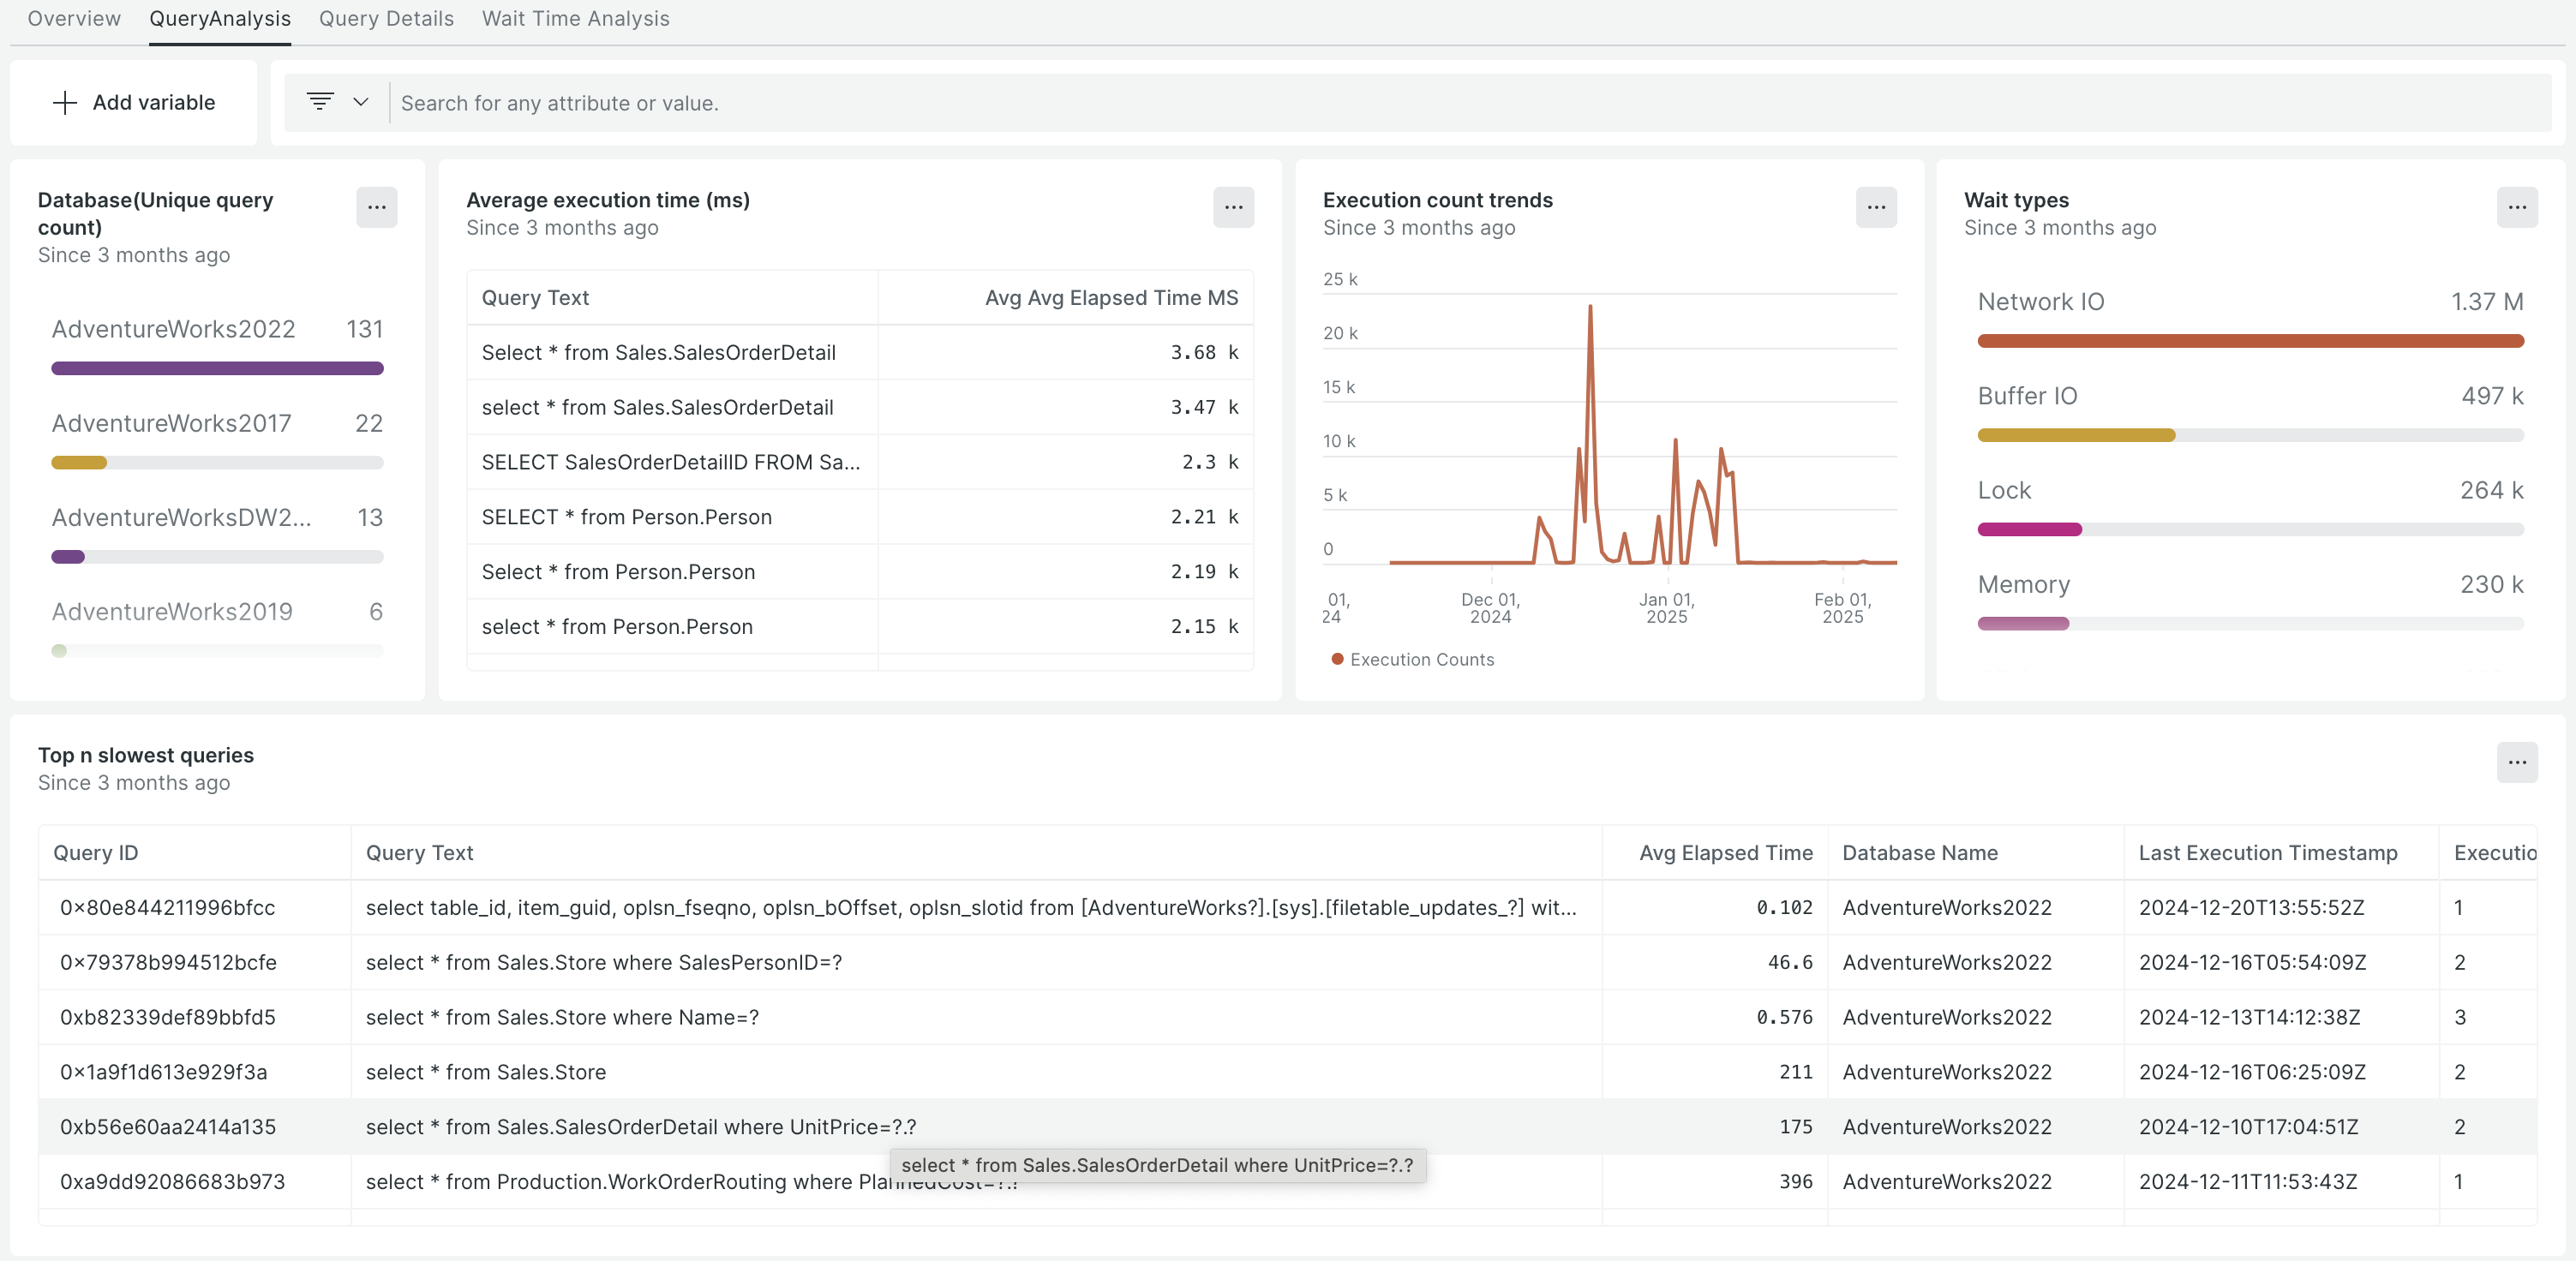 Overview QueryAnalysis Query Details Wait Time Analysis
Add variable
Search for any attribute or value.
Database(Unique query
count)
Since 3 months ago
AdventureWorks2022 131
AdventureWorks2017 22
AdventureWorksDW2... 13
AdventureWorks2019 6
Average execution time (ms)
Since 3 months ago
Query Text Avg Avg Elapsed Time MS
Select * from Sales.SalesOrderDetail 3.68 k
select * from Sales.SalesOrderDetail 3.47 k
SELECT SalesOrderDetailID FROM Sa... 2.3 k
SELECT * from Person.Person 2.21 k
Select * from Person.Person 2.19 k
select * from Person.Person 2.15 k
Execution count trends
Since 3 months ago
25 k
20 k
15 k
10 k
5 k
0
01, Dec 01, Jan 01, Feb 01,
24 2024 2025 2025
Execution Counts
Wait types
Since 3 months ago
Network IO 1.37 M
Buffer IO 497 k
Lock 264 k
Memory 230 k
Top n slowest queries
Since 3 months ago
Query ID Query Text Avg Elapsed Time Database Name Last Execution Timestamp Executio
0×80e844211996bfcc select table_id, item_guid, oplsn_fseqno, oplsn_bOffset, oplsn_slotid from [AdventureWorks?].[sys].[filetable_updates_?] wit... 0.102 AdventureWorks2022 2024-12-20T13:55:52Z 1
0×79378b994512bcfe select * from Sales.Store where SalesPersonID=? 46.6 AdventureWorks2022 2024-12-16T05:54:09Z 2
0xb82339def89bbfd5 select * from Sales.Store where Name=? 0.576 AdventureWorks2022 2024-12-13T14:12:38Z 3
0×1a9f1d613e929f3a select * from Sales.Store 211 AdventureWorks2022 2024-12-16T06:25:09Z 2
0xb56e60aa2414a135 select * from Sales.SalesOrderDetail where UnitPrice=?.? 175 AdventureWorks2022 2024-12-10T17:04:51Z 2
select * from Sales.SalesOrderDetail where UnitPrice=?.?
0xa9dd92086683b973 select * from Production.WorkOrderRouting where PlannedCost=?.? 396 AdventureWorks2022 2024-12-11T11:53:43Z 1